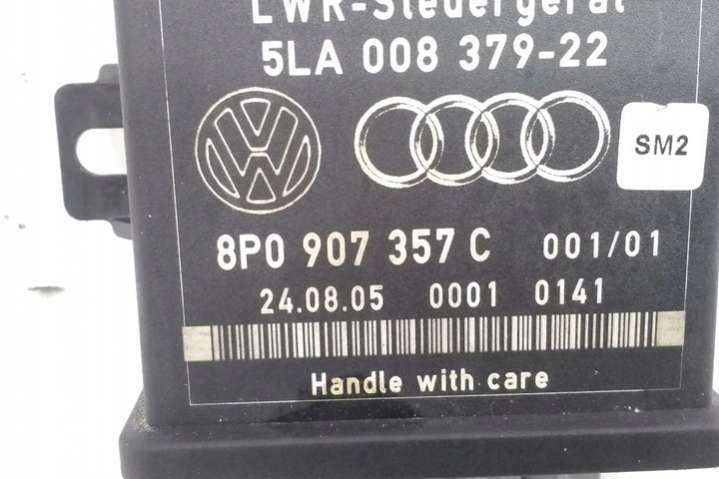 LWR-Steuergerät
5LA 008 379-22
SM2
8P0 907 357 C 001/01
24.08.05 0001 0141
Handle with care